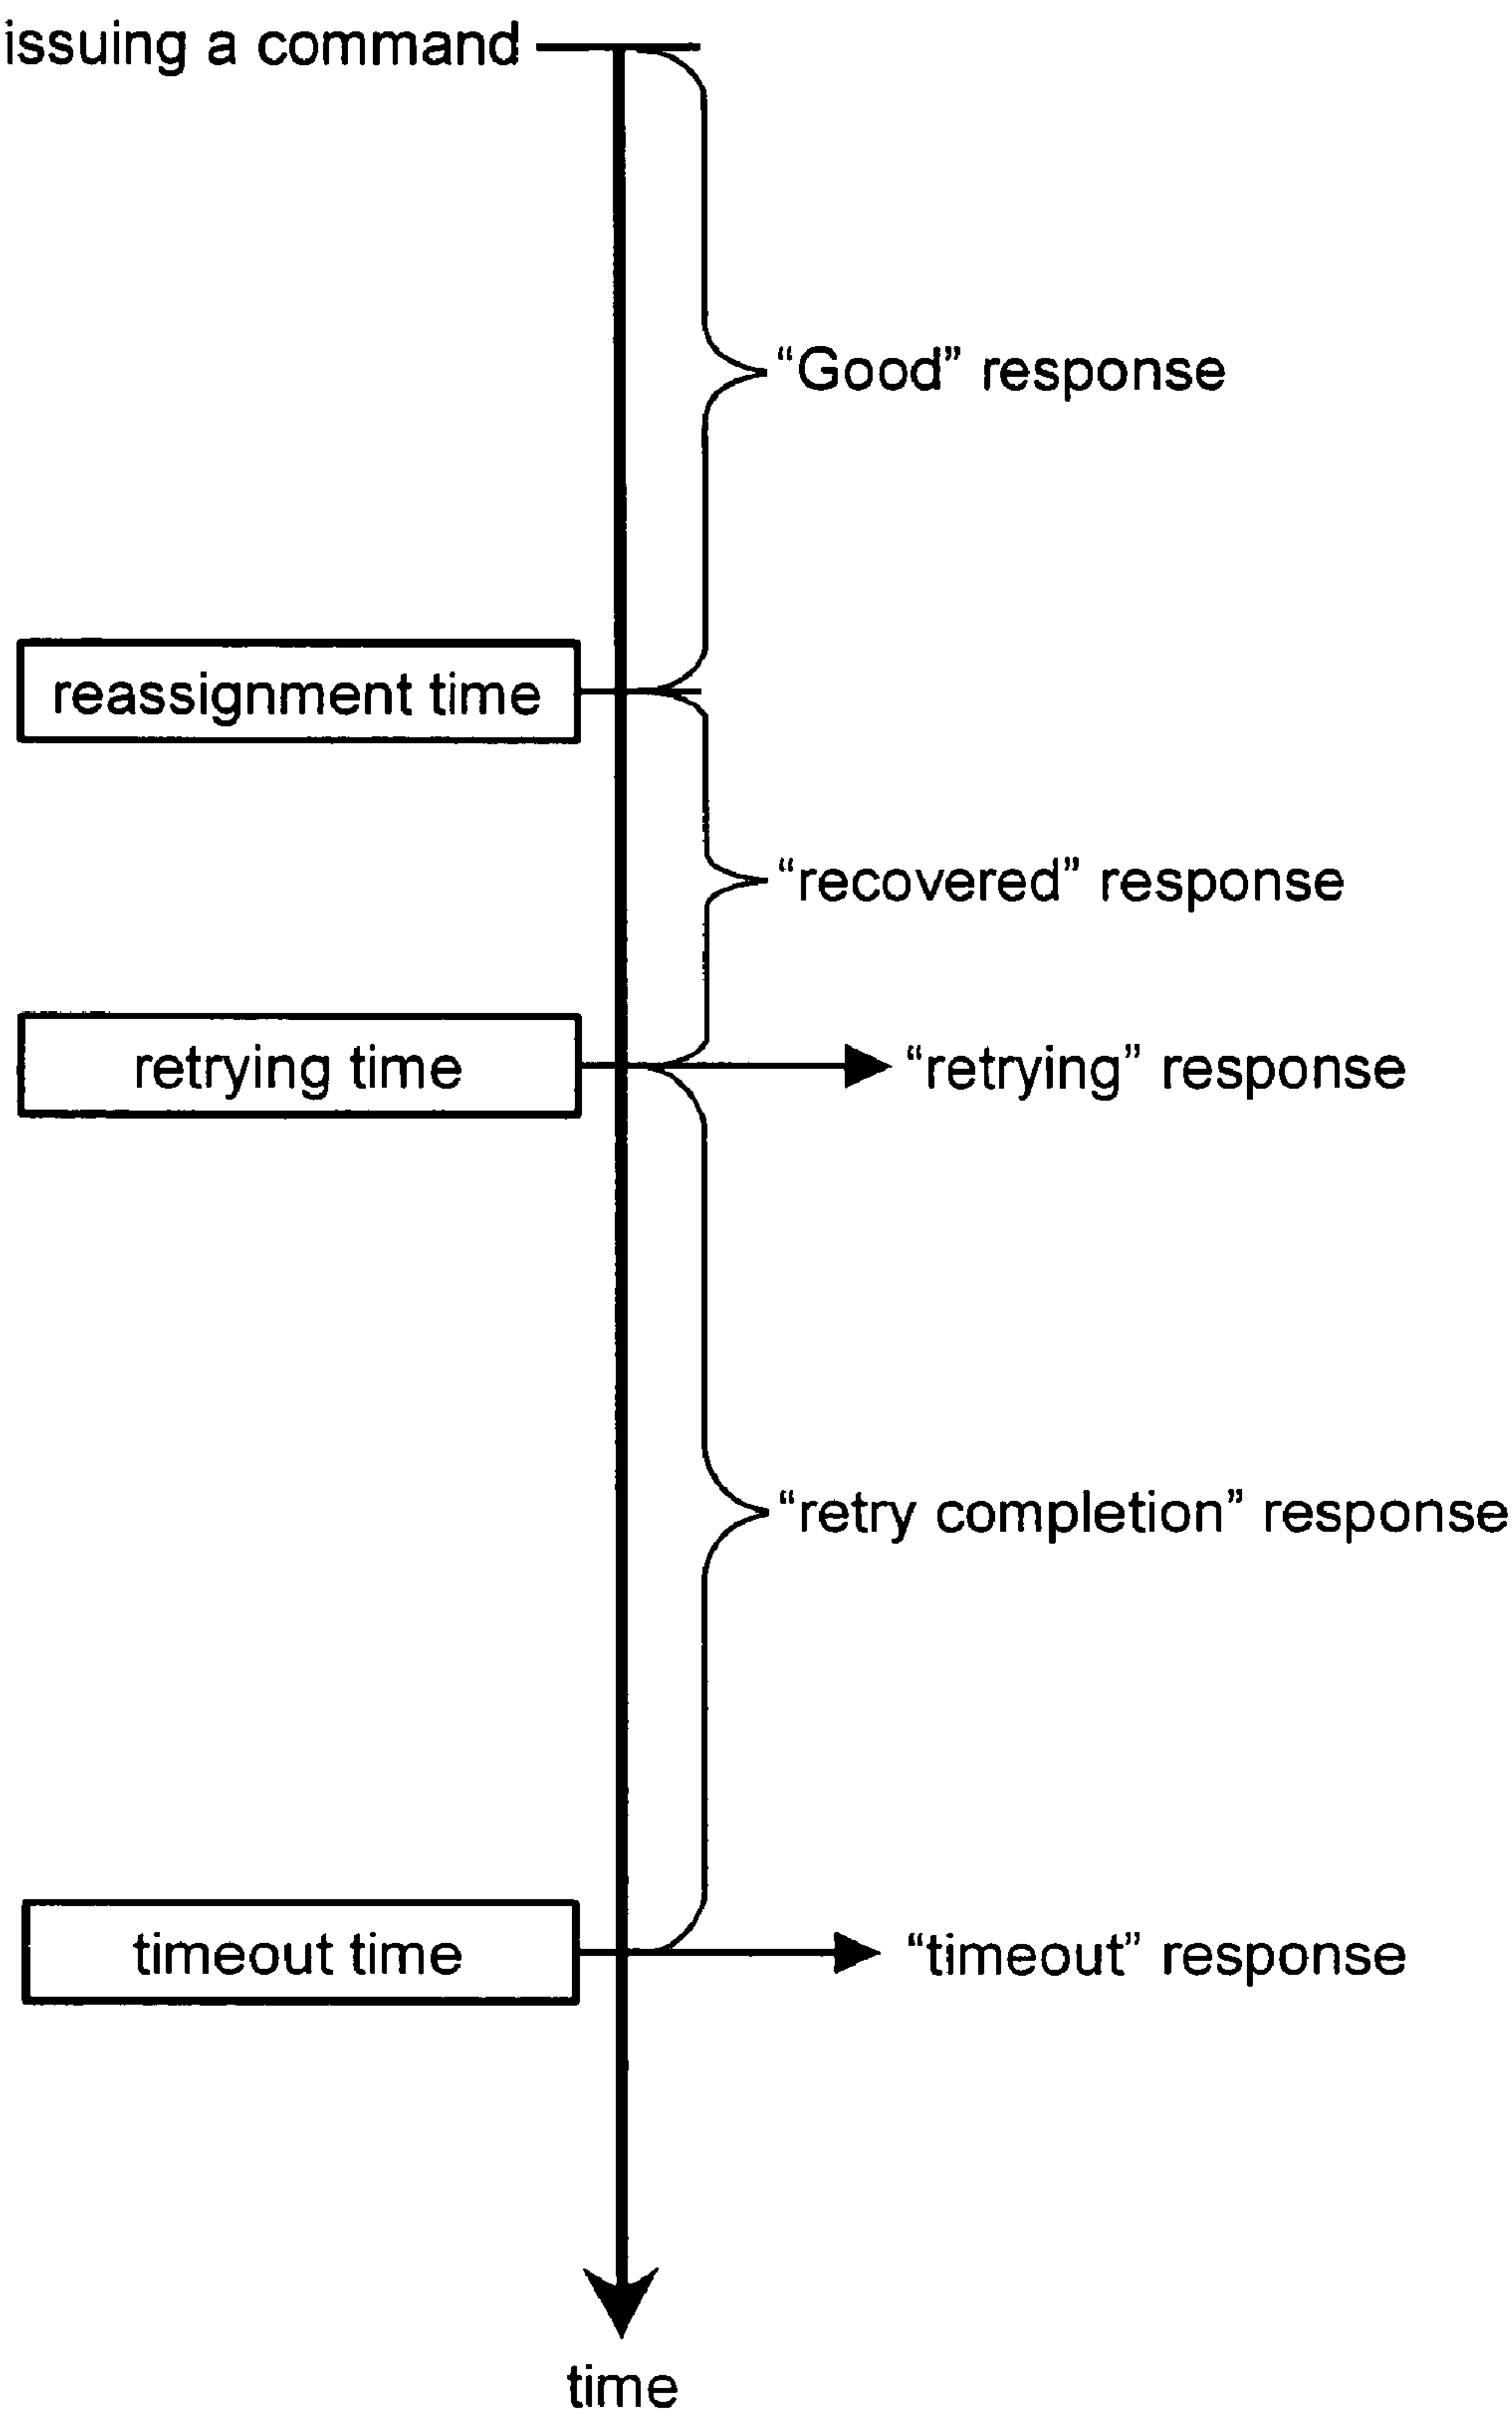 issuing a command
“Good” response
reassignment time
“recovered” response
retrying time
“retrying” response
“retry completion” response
timeout time
“timeout” response
time